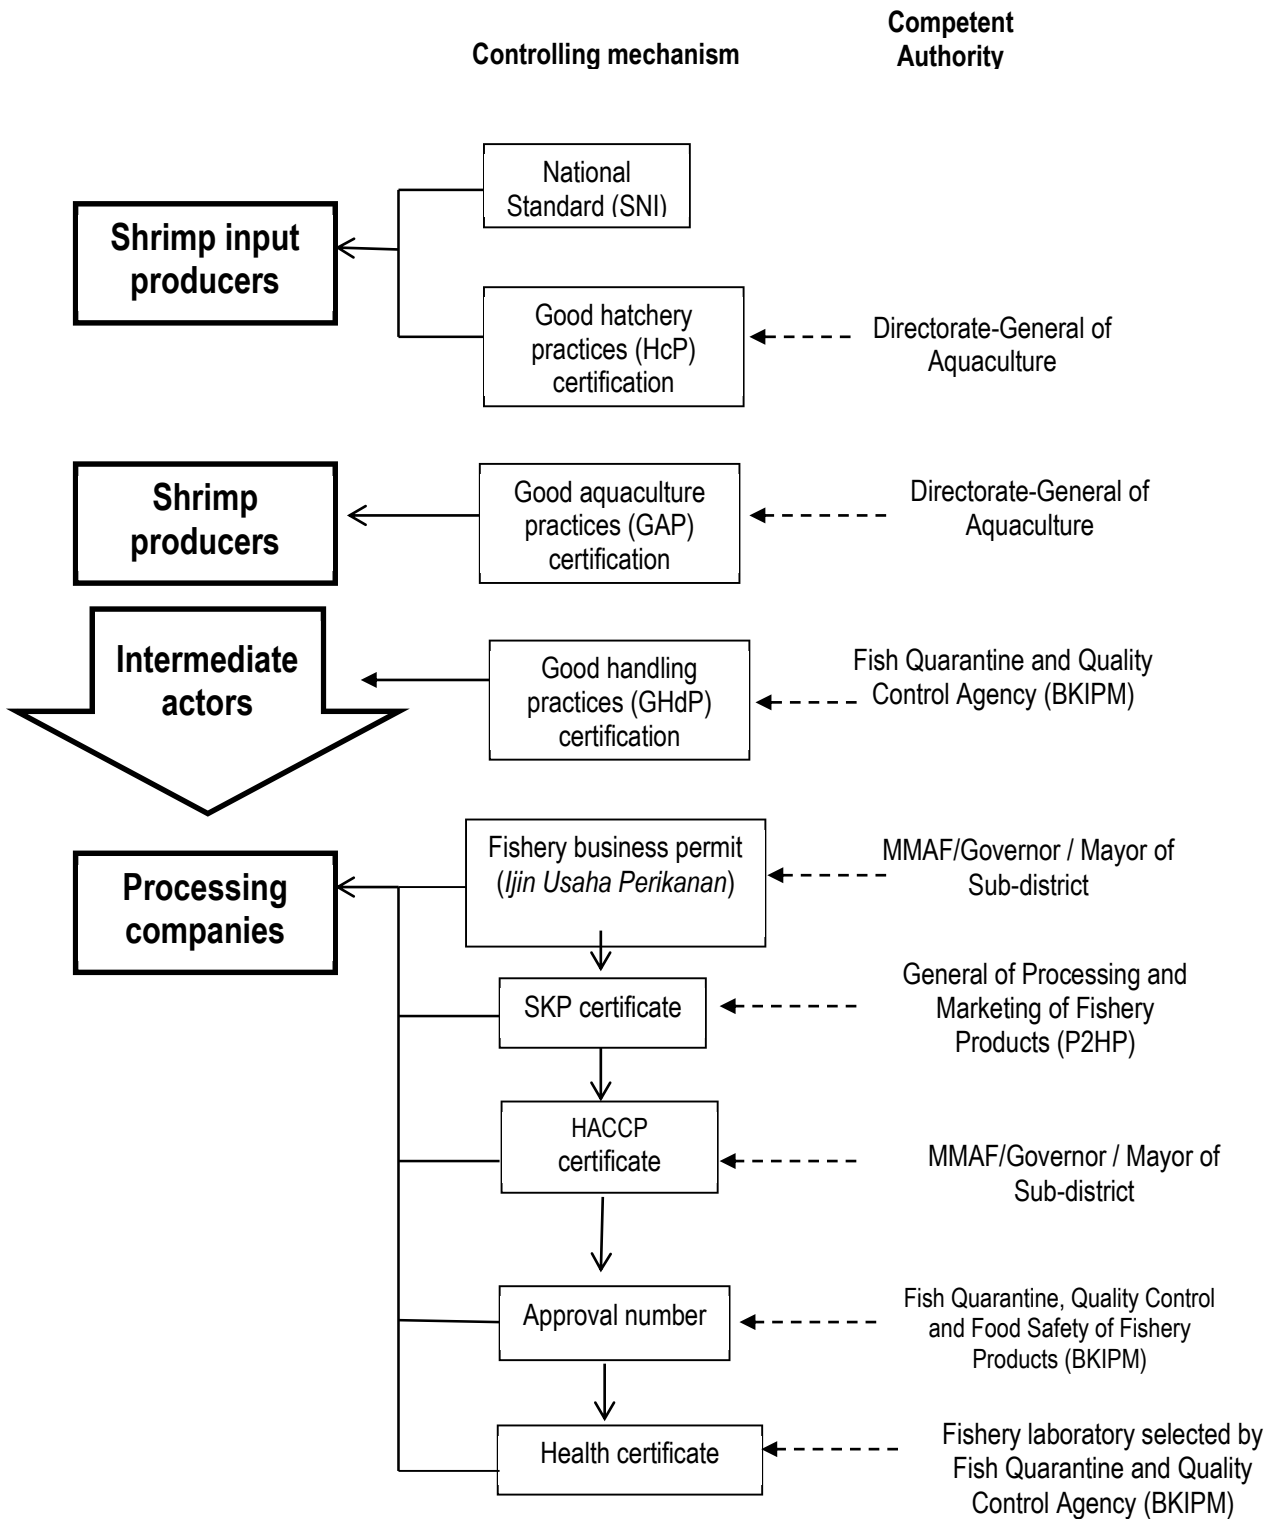 Controlling mechanism
Competent
Authority
National
Standard (SNI)
Shrimp input
producers
Good hatchery
practices (HcP)
certification
Directorate-General of
Aquaculture
Shrimp
producers
Good aquaculture
practices (GAP)
certification
Directorate-General of
Aquaculture
Intermediate
actors
Good handling
practices (GHdP)
certification
Fish Quarantine and Quality
Control Agency (BKIPM)
Processing
companies
Fishery business permit
(Ijin Usaha Perikanan)
MMAF/Governor / Mayor of
Sub-district
SKP certificate
General of Processing and
Marketing of Fishery
Products (P2HP)
HACCP
certificate
MMAF/Governor / Mayor of
Sub-district
Approval number
Fish Quarantine, Quality Control
and Food Safety of Fishery
Products (BKIPM)
Health certificate
Fishery laboratory selected by
Fish Quarantine and Quality
Control Agency (BKIPM)